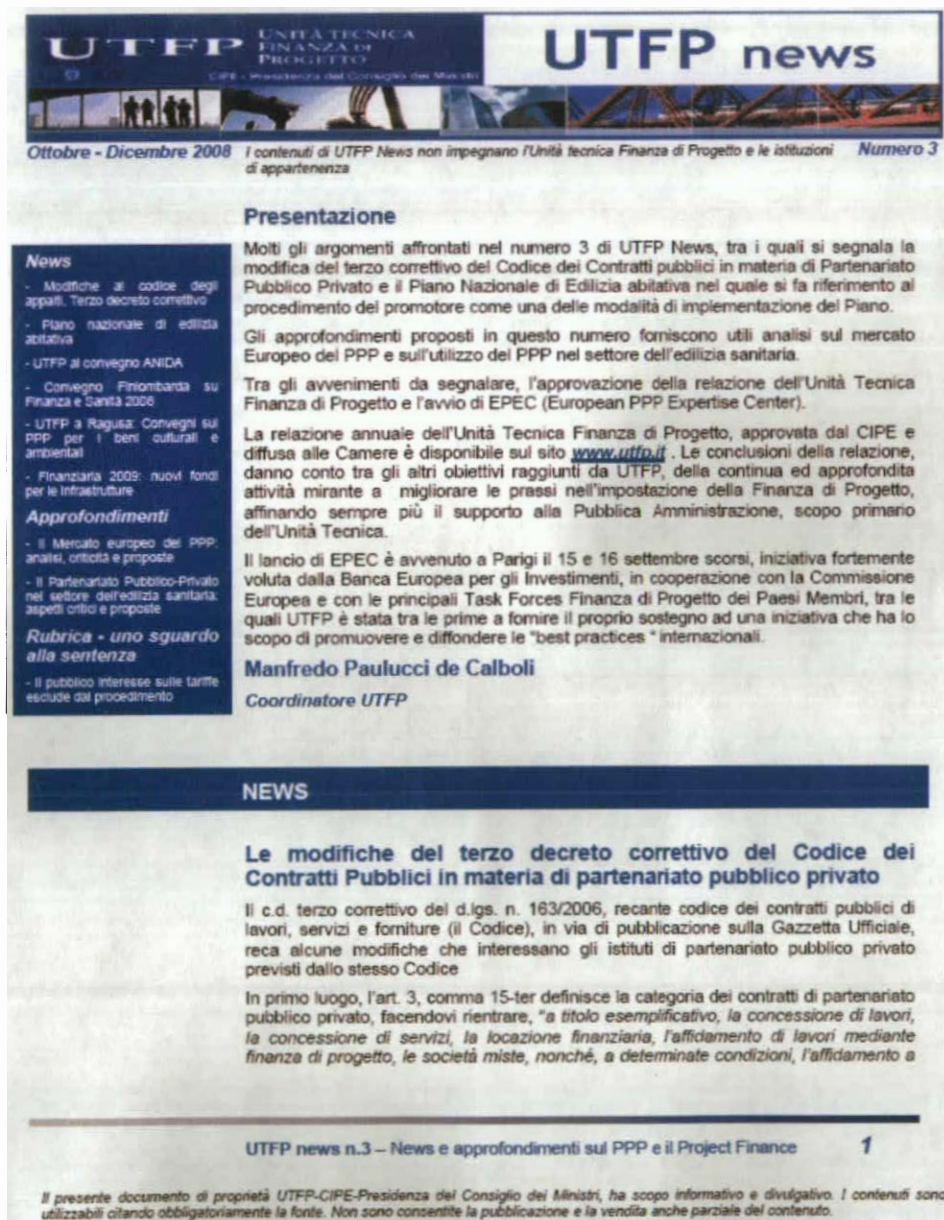 UTFP UNITÀ TECNICA
FINANZA DI
PROGETTO
CIPE - Presidenza del Consiglio dei Ministri
UTFP news
Ottobre - Dicembre 2008 I contenuti di UTFP News non impegnano l'Unità tecnica Finanza di Progetto e le istituzioni Numero 3
di appartenenza
News
- Modifiche al codice degli
appalti. Terzo decreto correttivo
- Piano nazionale di edilizia
abitativa
- UTFP al convegno ANIDA
- Convegno Finlombarda su
Finanza e Sanità 2008
- UTFP a Ragusa: Convegni sul
PPP per i beni culturali e
ambientali
- Finanziaria 2009: nuovi fondi
per le Infrastrutture
Approfondimenti
- Il Mercato europeo del PPP:
analisi, criticità e proposte
- Il Partenariato Pubblico-Privato
nel settore dell'edilizia sanitaria:
aspetti critici e proposte
Rubrica - uno sguardo
alla sentenza
- Il pubblico interesse sulle tariffe
esclude dal procedimento
Presentazione
Molti gli argomenti affrontati nel numero 3 di UTFP News, tra i quali si segnala la
modifica del terzo correttivo del Codice dei Contratti pubblici in materia di Partenariato
Pubblico Privato e il Piano Nazionale di Edilizia abitativa nel quale si fa riferimento al
procedimento del promotore come una delle modalità di implementazione del Piano.
Gli approfondimenti proposti in questo numero forniscono utili analisi sul mercato
Europeo del PPP e sull'utilizzo del PPP nel settore dell'edilizia sanitaria.
Tra gli avvenimenti da segnalare, l'approvazione della relazione dell'Unità Tecnica
Finanza di Progetto e l'avvio di EPEC (European PPP Expertise Center).
La relazione annuale dell'Unità Tecnica Finanza di Progetto, approvata dal CIPE e
diffusa alle Camere è disponibile sul sito www.utfp.it . Le conclusioni della relazione,
danno conto tra gli altri obiettivi raggiunti da UTFP, della continua ed approfondita
attività mirante a migliorare le prassi nell'impostazione della Finanza di Progetto,
affinando sempre più il supporto alla Pubblica Amministrazione, scopo primario
dell'Unità Tecnica.
Il lancio di EPEC è avvenuto a Parigi il 15 e 16 settembre scorsi, iniziativa fortemente
voluta dalla Banca Europea per gli Investimenti, in cooperazione con la Commissione
Europea e con le principali Task Forces Finanza di Progetto dei Paesi Membri, tra le
quali UTFP è stata tra le prime a fornire il proprio sostegno ad una iniziativa che ha lo
scopo di promuovere e diffondere le "best practices " internazionali.
Manfredo Paulucci de Calboli
Coordinatore UTFP
NEWS
Le modifiche del terzo decreto correttivo del Codice dei
Contratti Pubblici in materia di partenariato pubblico privato
Il c.d. terzo correttivo del d.lgs. n. 163/2006, recante codice dei contratti pubblici di
lavori, servizi e forniture (il Codice), in via di pubblicazione sulla Gazzetta Ufficiale,
reca alcune modifiche che interessano gli istituti di partenariato pubblico privato
previsti dallo stesso Codice
In primo luogo, l'art. 3, comma 15-ter definisce la categoria dei contratti di partenariato
pubblico privato, facendovi rientrare, "a titolo esemplificativo, la concessione di lavori,
la concessione di servizi, la locazione finanziaria, l'affidamento di lavori mediante
finanza di progetto, le società miste, nonché, a determinate condizioni, l'affidamento a
UTFP news n.3 – News e approfondimenti sul PPP e il Project Finance 1
Il presente documento di proprietà UTFP-CIPE-Presidenza del Consiglio dei Ministri, ha scopo informativo e divulgativo. I contenuti sono
utilizzabili citando obbligatoriamente la fonte. Non sono consentite la pubblicazione e la vendita anche parziale del contenuto.